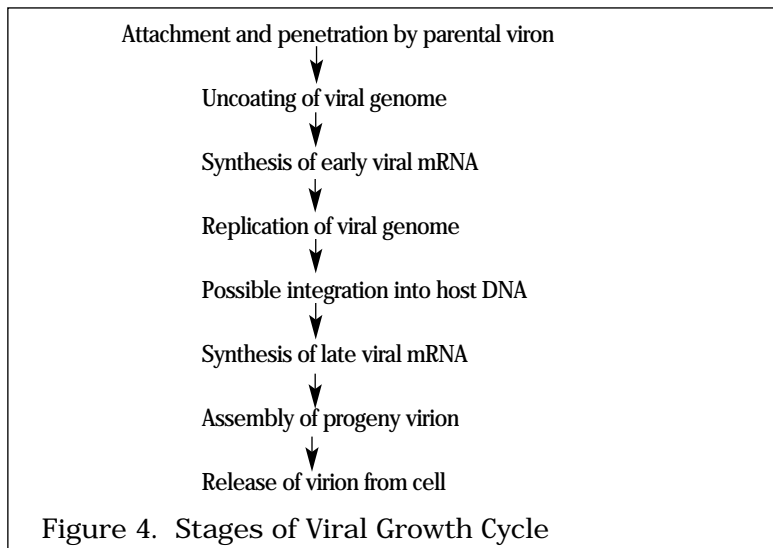 Attachment and penetration by parental viron
Uncoating of viral genome
Synthesis of early viral mRNA
Replication of viral genome
Possible integration into host DNA
Synthesis of late viral mRNA
Assembly of progeny virion
Release of virion from cell
Figure 4. Stages of Viral Growth Cycle